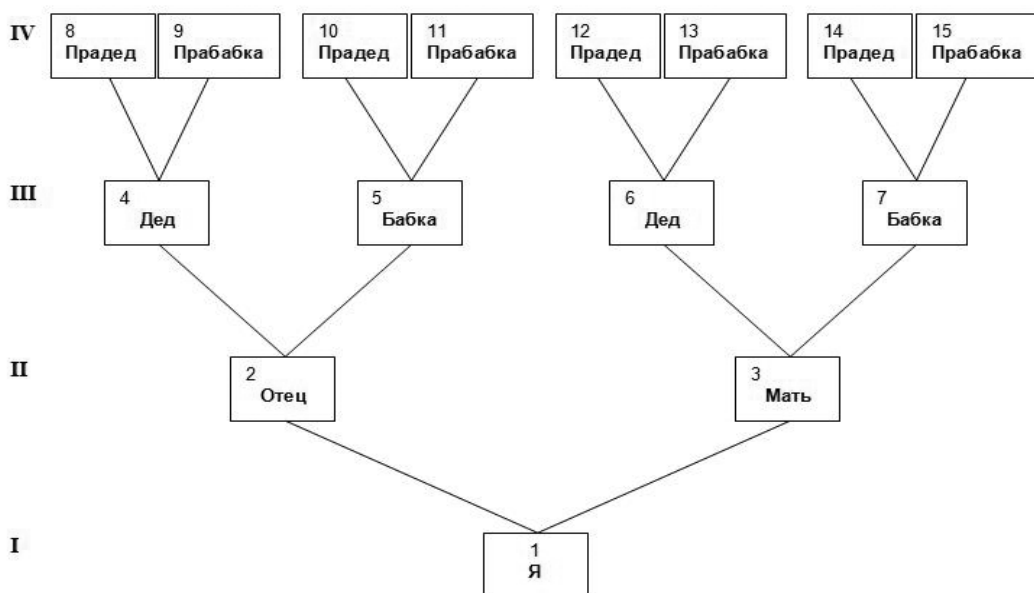 IV
8 9 10 11 12 13 14 15
Прадед Прабабка Прадед Прабабка Прадед Прабабка Прадед Прабабка
III
4 5 6 7
Дед Бабка Дед Бабка
II
2 3
Отец Мать
I
1
Я